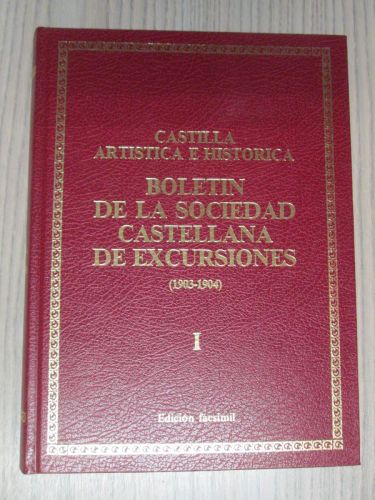 CASTILLA
ARTISTICA E HISTORICA
BOLETIN
DE LA SOCIEDAD
CASTELLANA
DE EXCURSIONES
(1903-1904)
I
Edición facsímil